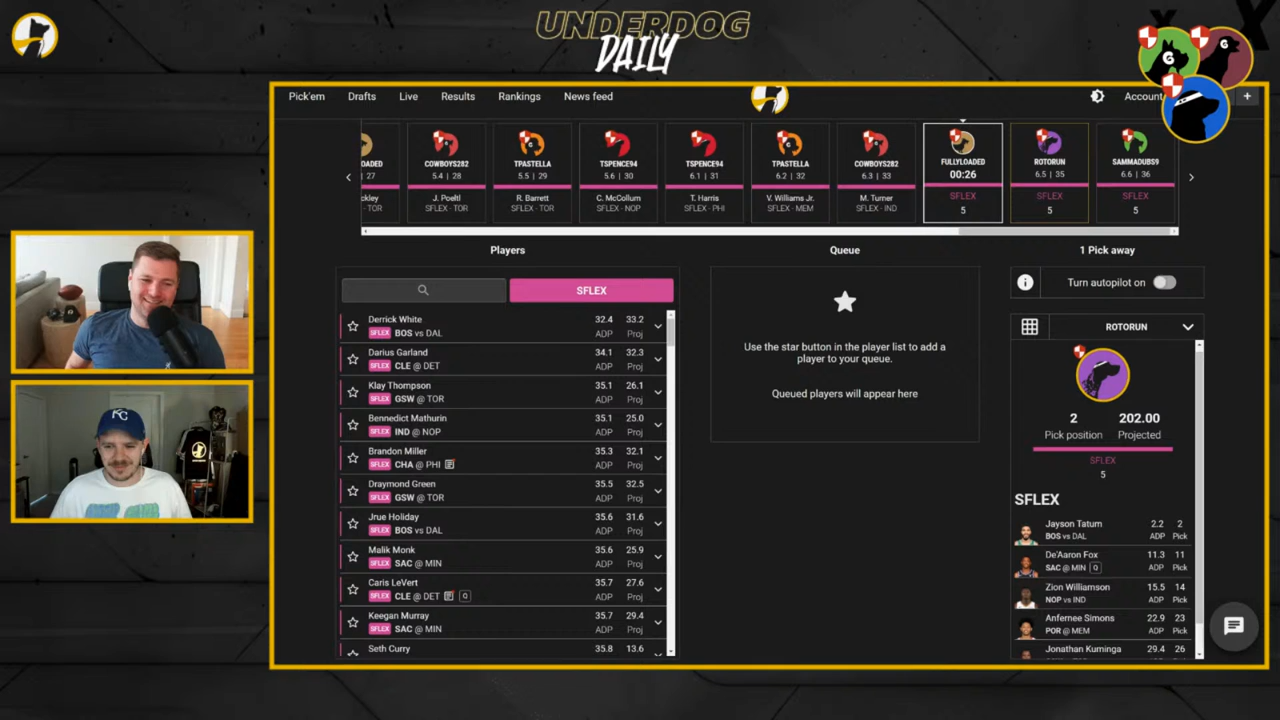 UNDERDOG
DAILY
Pick'em Drafts Live Results Rankings News feed
Account
+
OADED
27
kley
TOR
COWBOYS282
5.4 | 28
J. Poeltl
SFLEX - TOR
TPASTELLA
5.5 | 29
R. Barrett
SFLEX - TOR
TSPENCE94
5.6 | 30
C. McCollum
SFLEX - NOP
TSPENCE94
6.1 | 31
T. Harris
SFLEX - PHI
TPASTELLA
6.2 | 32
V. Williams Jr.
SFLEX - MEM
COWBOYS282
6.3 | 33
M. Turner
SFLEX - IND
FULLYLOADED
00:26
SFLEX
5
ROTORUN
6.5 | 35
SFLEX
5
SAMMADUBS9
6.6 | 36
SFLEX
5
Players
SFLEX
Derrick White 32.4 33.2
SFLEX BOS vs DAL ADP Proj
Darius Garland 34.1 32.3
SFLEX CLE @ DET ADP Proj
Klay Thompson 35.1 26.1
SFLEX GSW @ TOR ADP Proj
Bennedict Mathurin 35.1 25.0
SFLEX IND @ NOP ADP Proj
Brandon Miller 35.3 32.1
SFLEX CHA @ PHI ADP Proj
Draymond Green 35.5 32.5
SFLEX GSW @ TOR ADP Proj
Jrue Holiday 35.6 31.6
SFLEX BOS vs DAL ADP Proj
Malik Monk 35.6 25.9
SFLEX SAC @ MIN ADP Proj
Caris LeVert 35.7 27.6
SFLEX CLE @ DET Q ADP Proj
Keegan Murray 35.7 29.4
SFLEX SAC @ MIN ADP Proj
Seth Curry 35.8 13.6
Queue
Use the star button in the player list to add a
player to your queue.
Queued players will appear here
1 Pick away
Turn autopilot on
ROTORUN
2 202.00
Pick position Projected
SFLEX
5
SFLEX
Jayson Tatum 2.2 2
BOS vs DAL ADP Pick
De'Aaron Fox 11.3 11
SAC @ MIN Q ADP Pick
Zion Williamson 15.5 14
NOP vs IND ADP Pick
Anfernee Simons 22.9 23
POR @ MEM ADP Pick
Jonathan Kuminga 29.4 26
G
G
KC